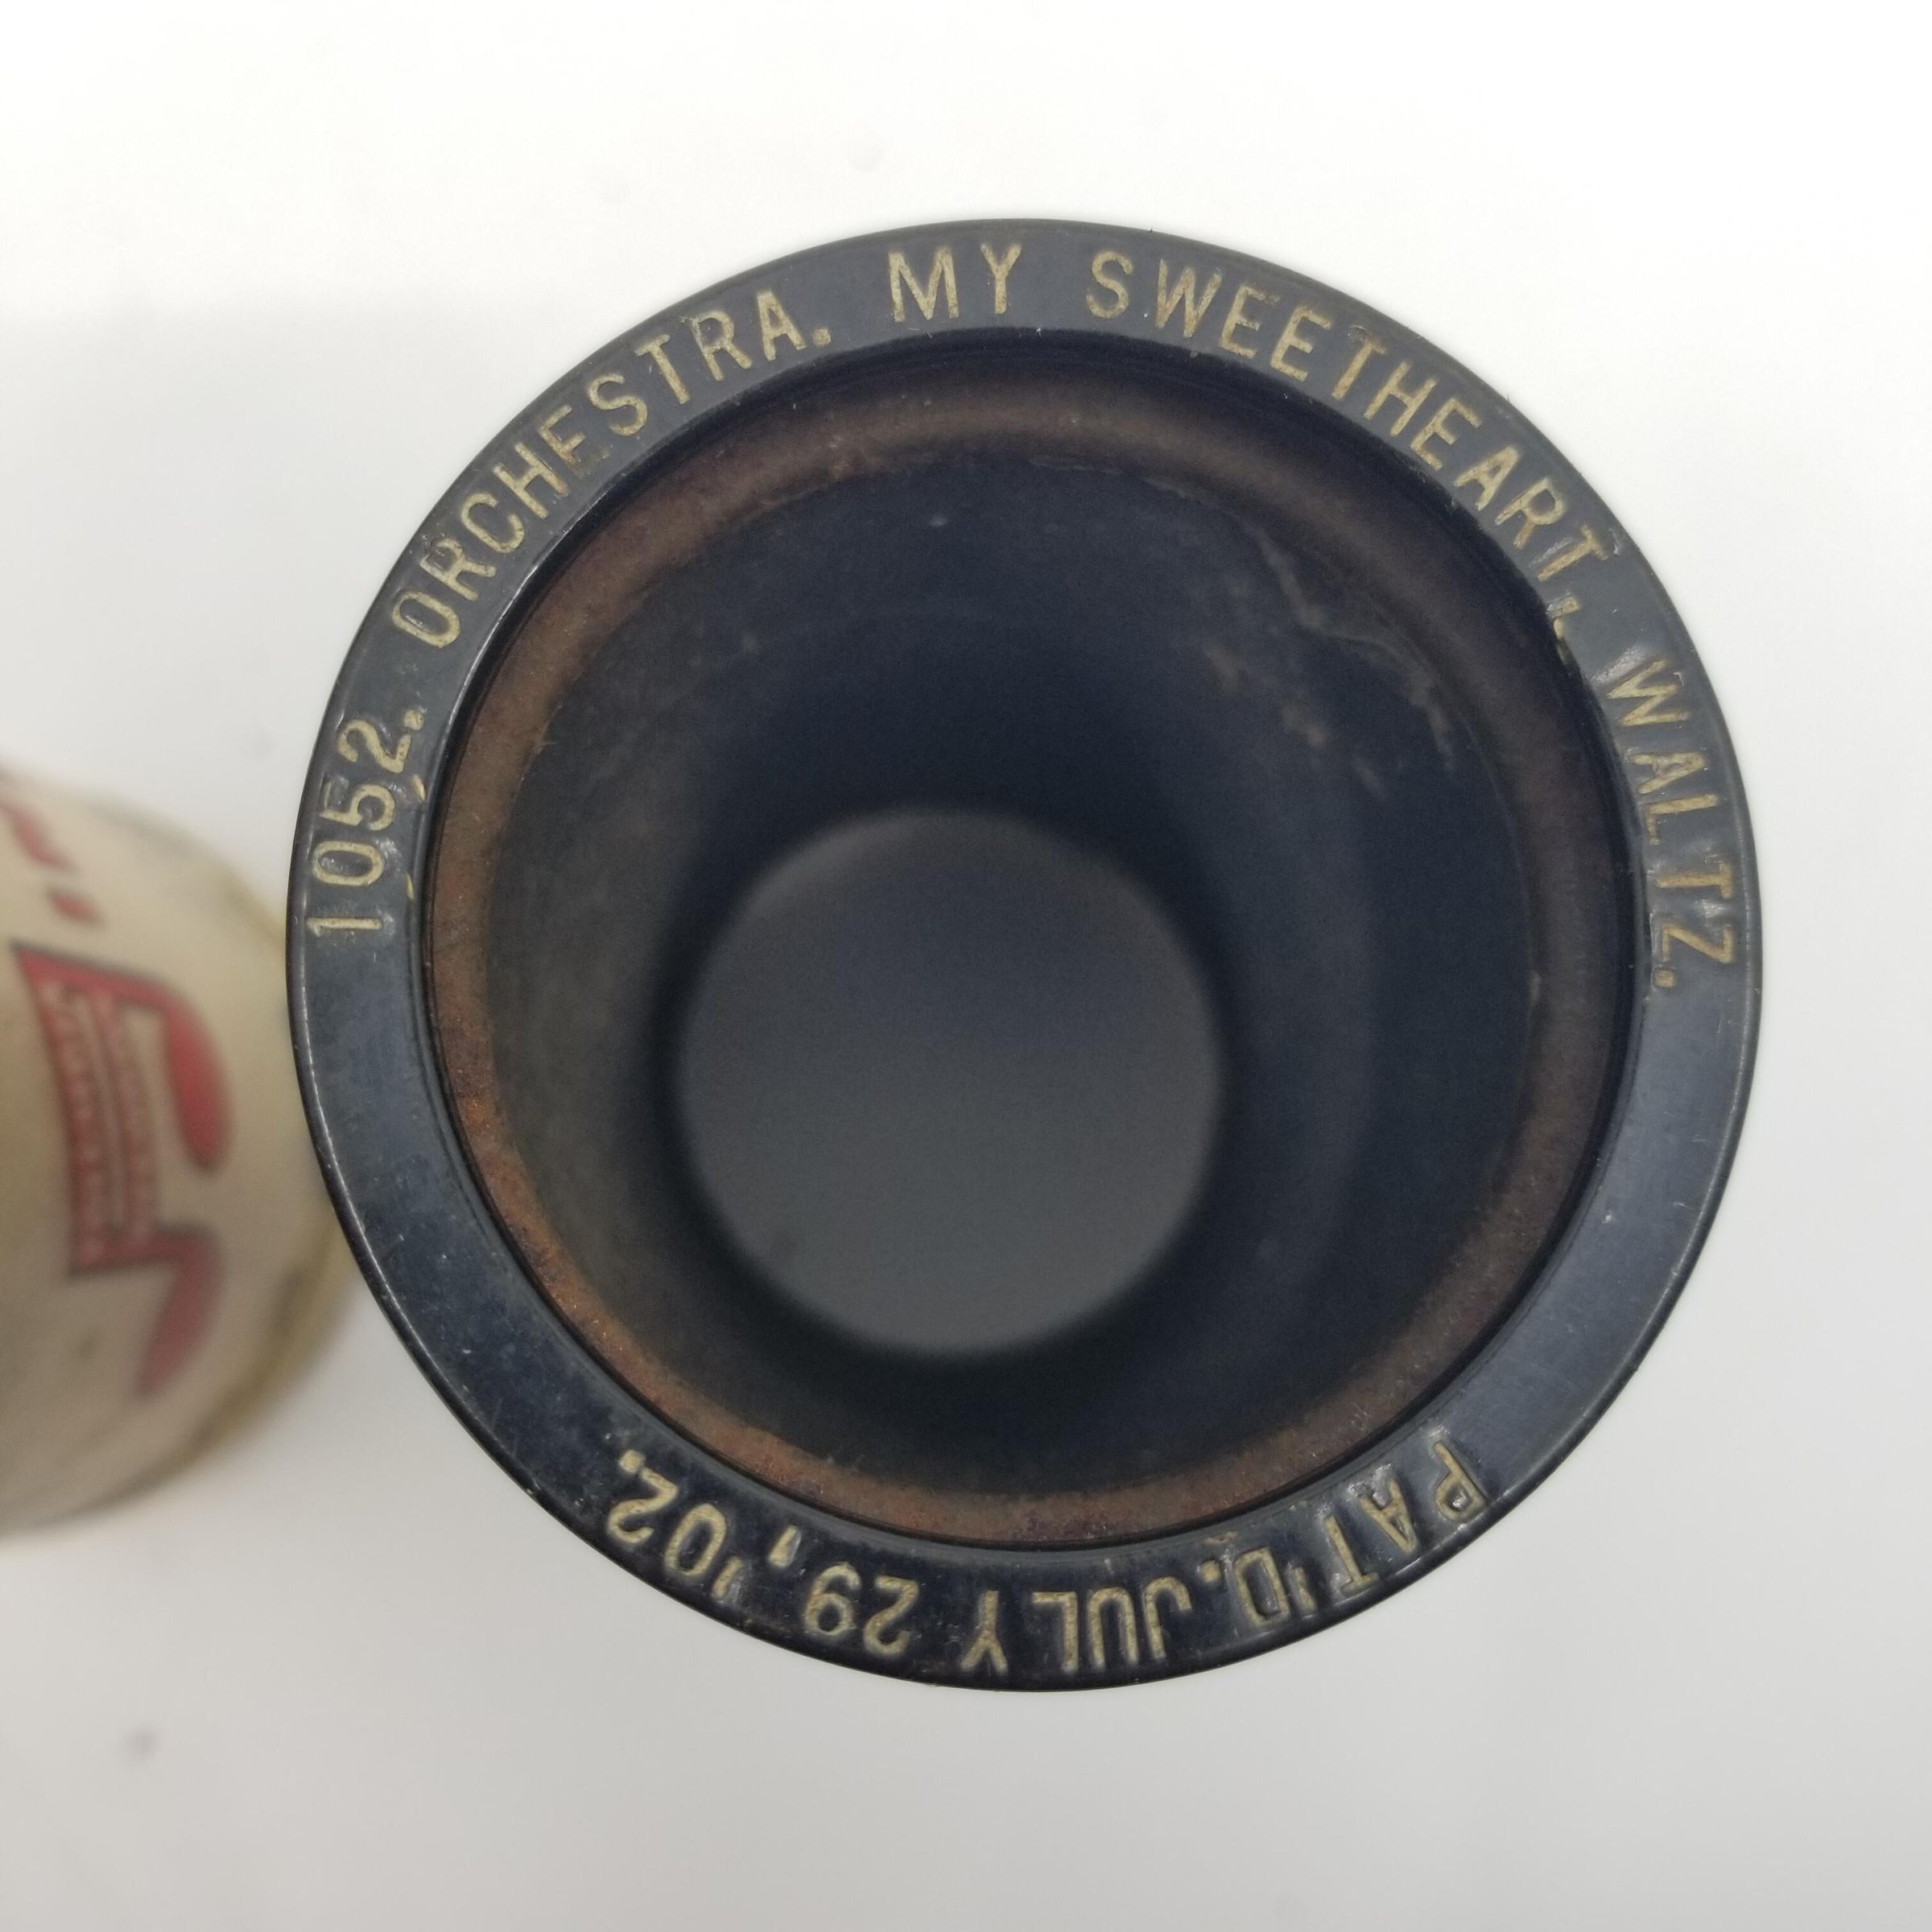 1052. ORCHESTRA. MY SWEETHEART, WALTZ.
PAT'D. JULY 29, '02.